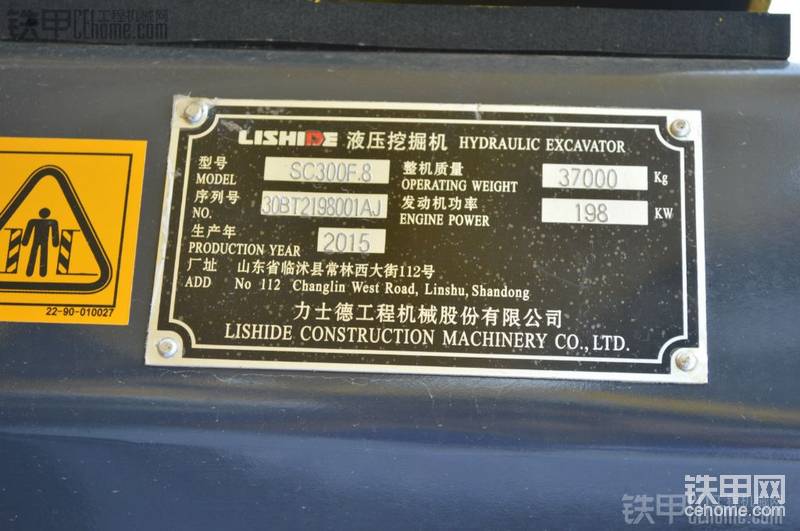 铁甲工程机械网
cehome.com
LISHIDE 液压挖掘机 HYDRAULIC EXCAVATOR
型号 MODEL SC300F.8 整机质量 OPERATING WEIGHT 37000 Kg
序列号 NO. 30BT2198001AJ 发动机功率 ENGINE POWER 198 KW
生产年 PRODUCTION YEAR 2015
厂址 山东省临沭县常林西大街112号
ADD No 112 Changlin West Road, Linshu, Shandong
力士德工程机械股份有限公司
LISHIDE CONSTRUCTION MACHINERY CO., LTD.
22-90-010027
铁甲网
cehome.com